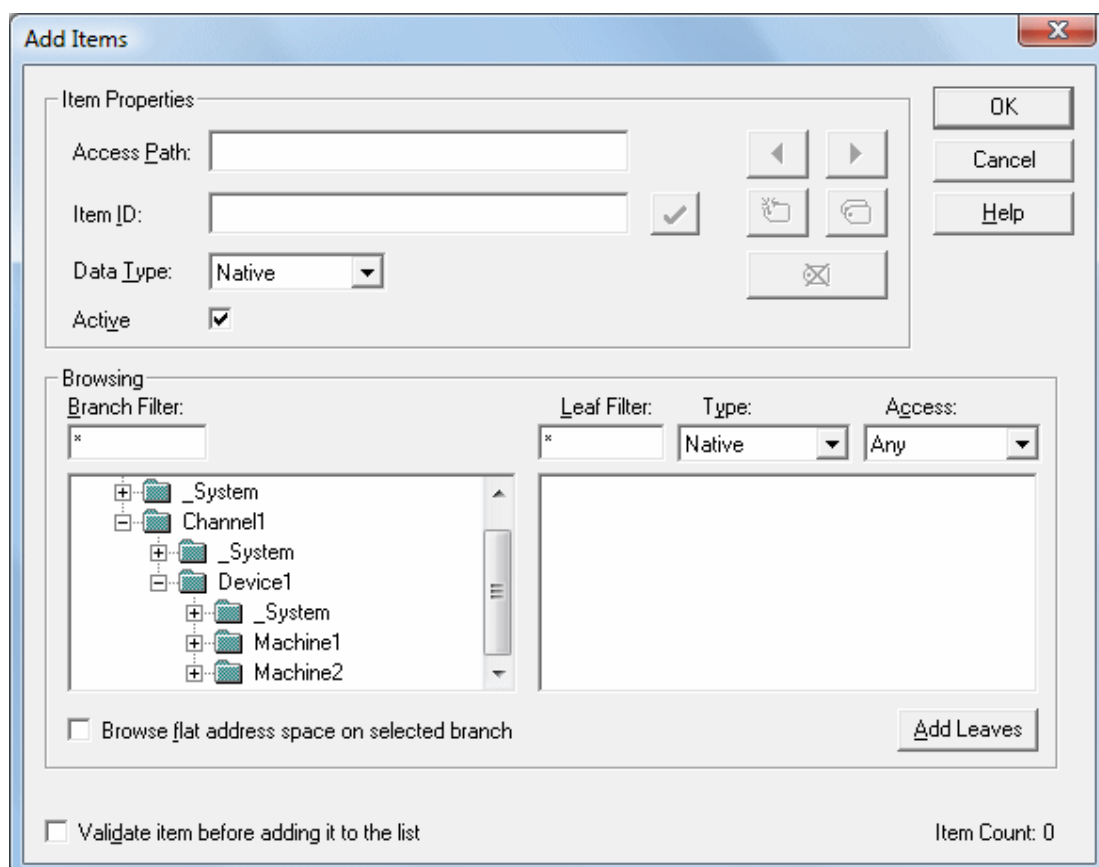 Add Items
Item Properties
OK
Access Path:
Cancel
Item ID:
Help
Data Type: Native
Active
Browsing
Branch Filter: Leaf Filter: Type: Access:
* * Native Any
_System
Channel1
_System
Device1
_System
Machine1
Machine2
Browse flat address space on selected branch Add Leaves
Validate item before adding it to the list Item Count: 0